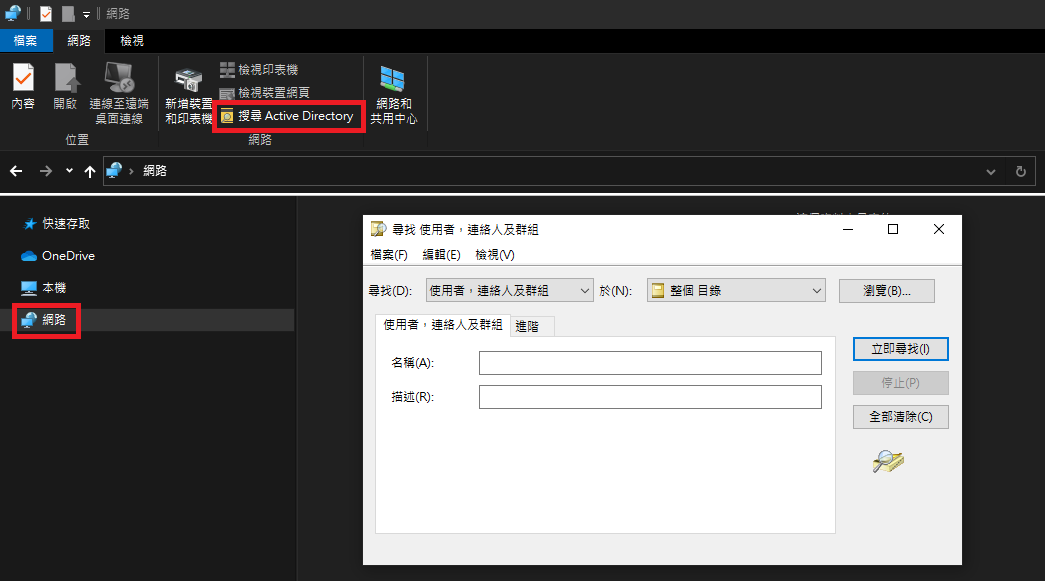 網路
檔案 網路 檢視
內容
開啟
連線至遠端
桌面連線
位置
新增裝置
和印表機
檢視印表機
檢視裝置網頁
搜尋 Active Directory
網路
網路和
共用中心
網路
快速存取
OneDrive
本機
網路
尋找 使用者，連絡人及群組
檔案(F) 編輯(E) 檢視(V)
尋找(D): 使用者，連絡人及群組 於(N): 整個 目錄 瀏覽(B)...
使用者，連絡人及群組 進階
名稱(A):
描述(R):
立即尋找(I)
停止(P)
全部清除(C)